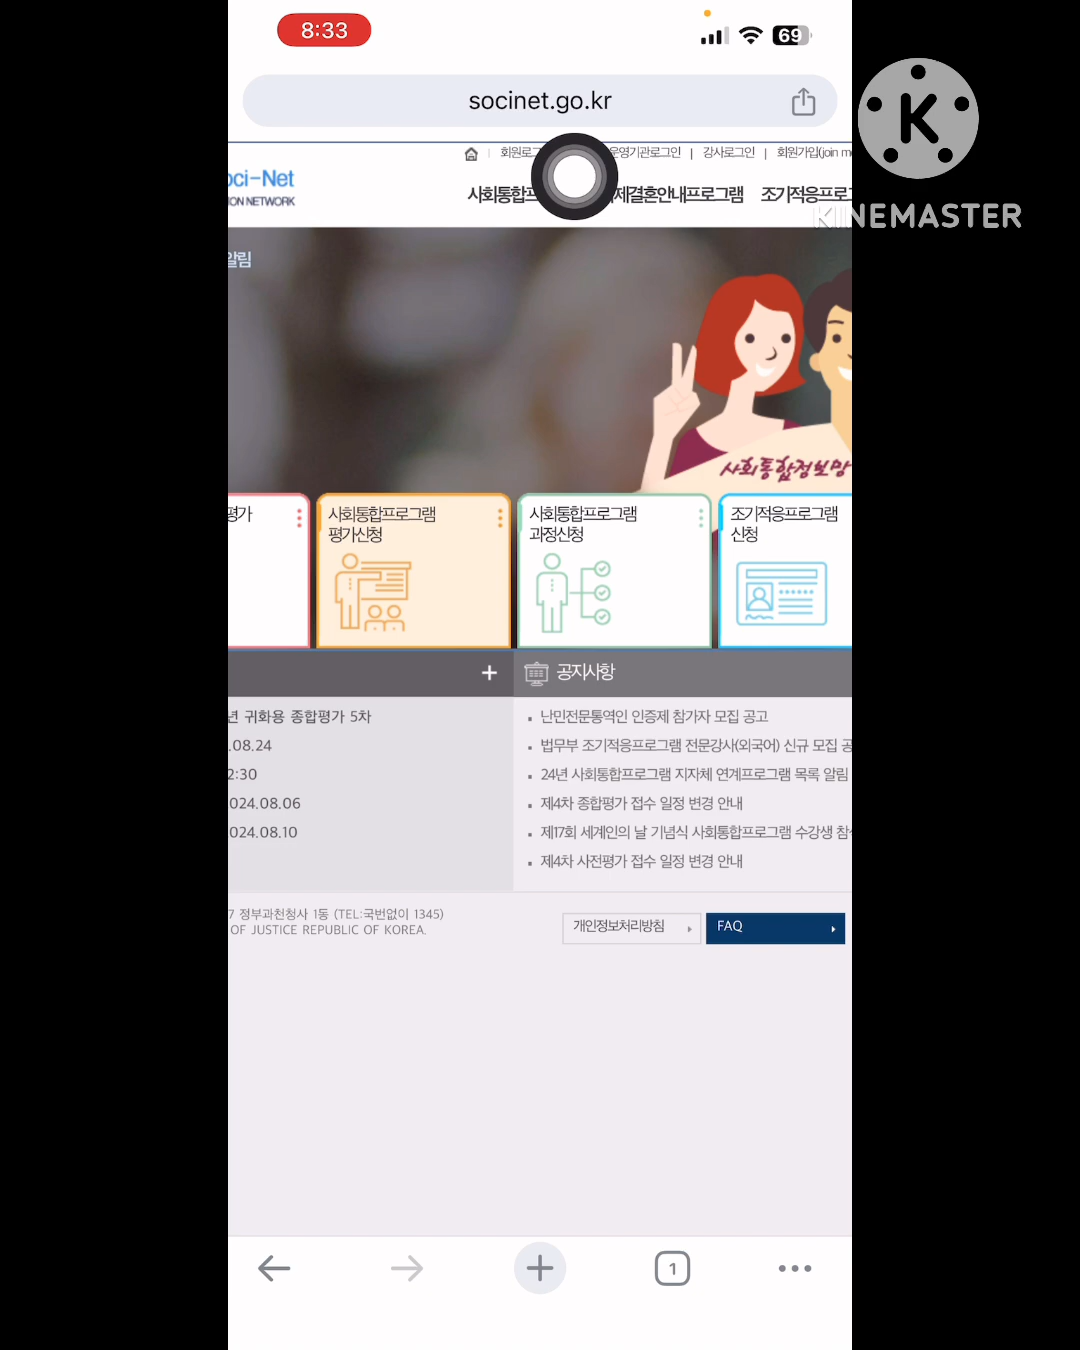 8:33
69
socinet.go.kr
K
KINEMASTER
회원로그 운영기관로그인 | 강사로그인 | 회원가입(join m
oci-Net
ION NETWORK
사회통합프 제결혼안내프로그램 조기적응프로그
알림
사회통합정보망
평가
사회통합프로그램
평가신청
사회통합프로그램
과정신청
조기적응프로그램
신청
+
공지사항
년 귀화용 종합평가 5차
.08.24
2:30
024.08.06
024.08.10
난민전문통역인 인증제 참가자 모집 공고
법무부 조기적응프로그램 전문강사(외국어) 신규 모집 공
24년 사회통합프로그램 지자체 연계프로그램 목록 알림
제4차 종합평가 접수 일정 변경 안내
제17회 세계인의 날 기념식 사회통합프로그램 수강생 참
제4차 사전평가 접수 일정 변경 안내
7 정부과천청사 1동 (TEL:국번없이 1345)
OF JUSTICE REPUBLIC OF KOREA.
개인정보처리방침
FAQ
1